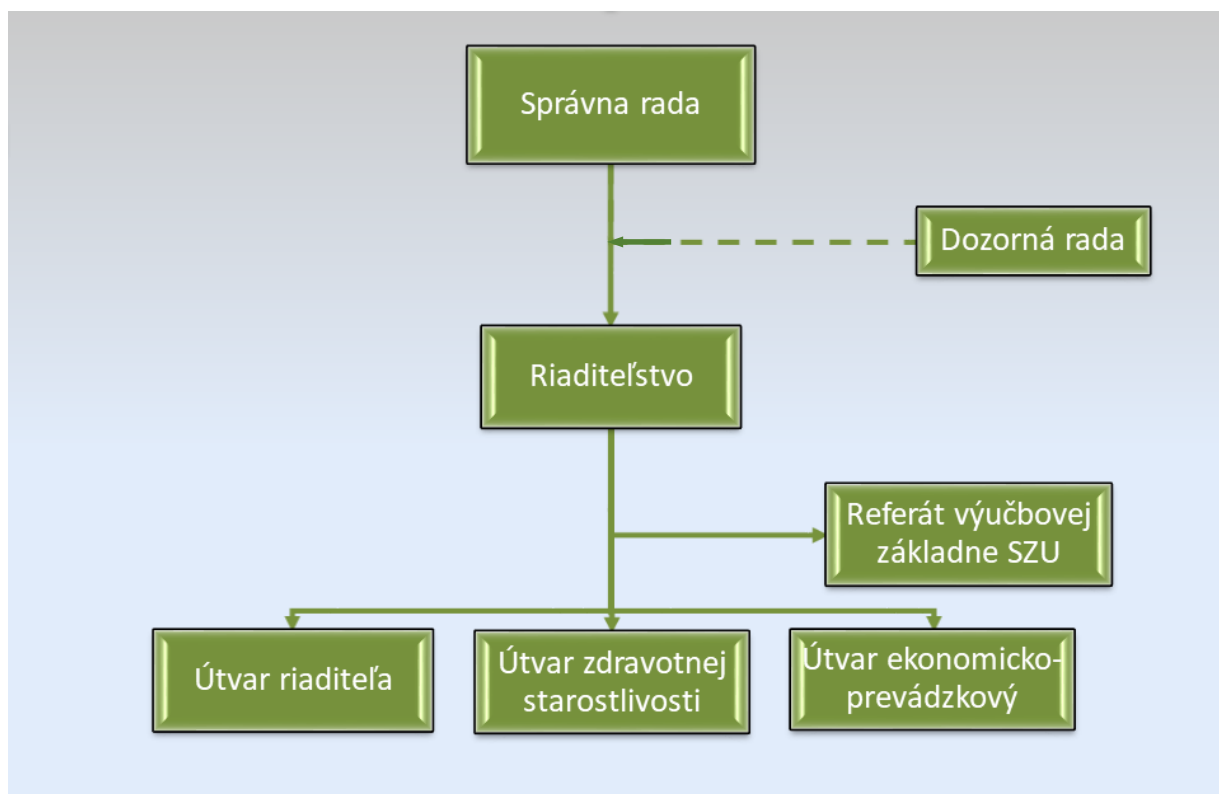 Správna rada
Dozorná rada
Riaditeľstvo
Referát výučbovej
základne SZU
Útvar riaditeľa
Útvar zdravotnej
starostlivosti
Útvar ekonomicko-
prevádzkový